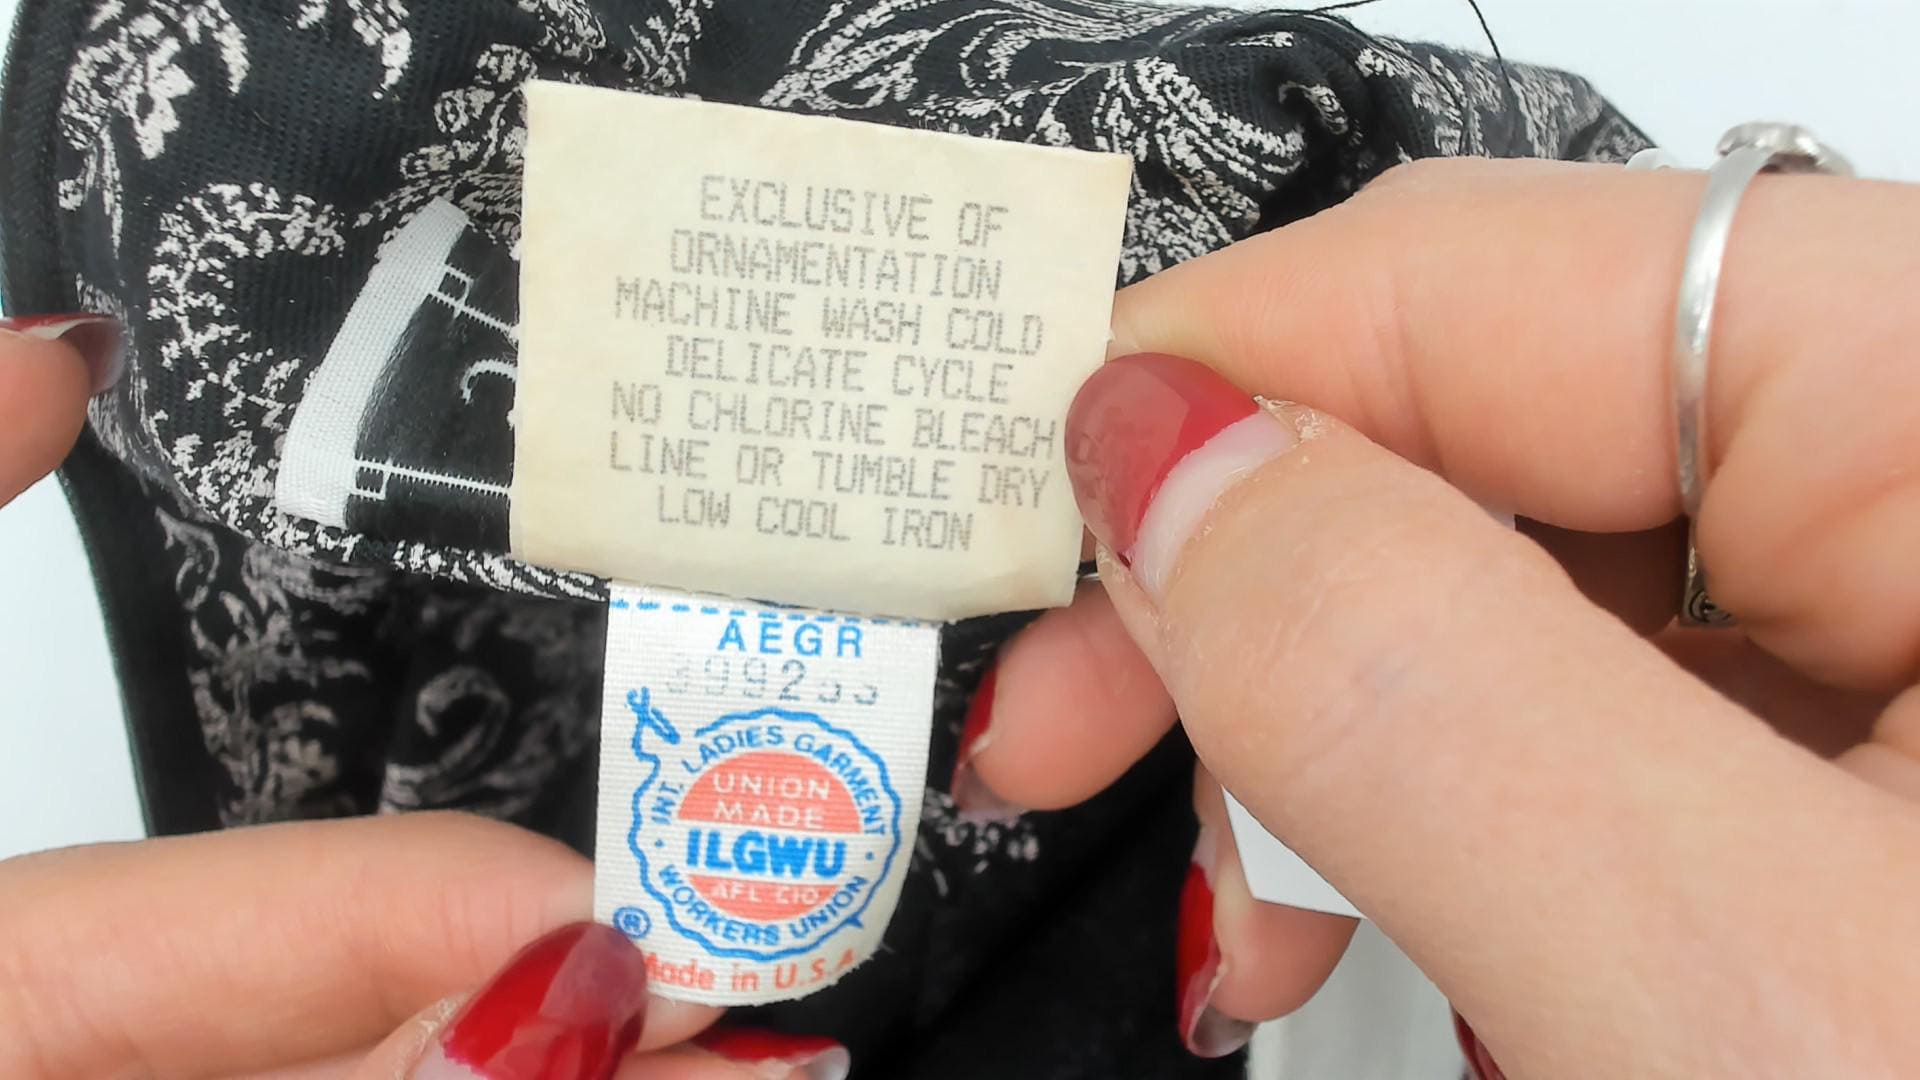 EXCLUSIVE OF
ORNAMENTATION
MACHINE WASH COLD
DELICATE CYCLE
NO CHLORINE BLEACH
LINE OR TUMBLE DRY
LOW COOL IRON
AEGR
INT. LADIES GARMENT
UNION
MADE
ILGWU
AFL CIO
WORKERS UNION
®
Made in U.S.A